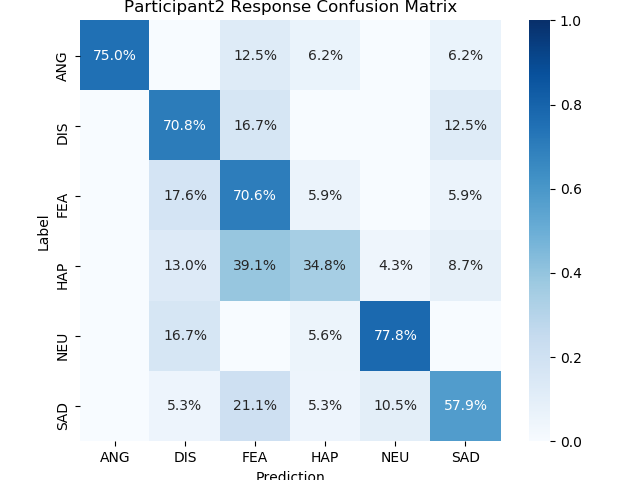 Participant2 Response Confusion Matrix
ANG 75.0% 12.5% 6.2% 6.2%
DIS 70.8% 16.7% 12.5%
FEA 17.6% 70.6% 5.9% 5.9%
HAP 13.0% 39.1% 34.8% 4.3% 8.7%
NEU 16.7% 5.6% 77.8%
SAD 5.3% 21.1% 5.3% 10.5% 57.9%
Label
ANG DIS FEA HAP NEU SAD
Prediction
1.0
0.8
0.6
0.4
0.2
0.0